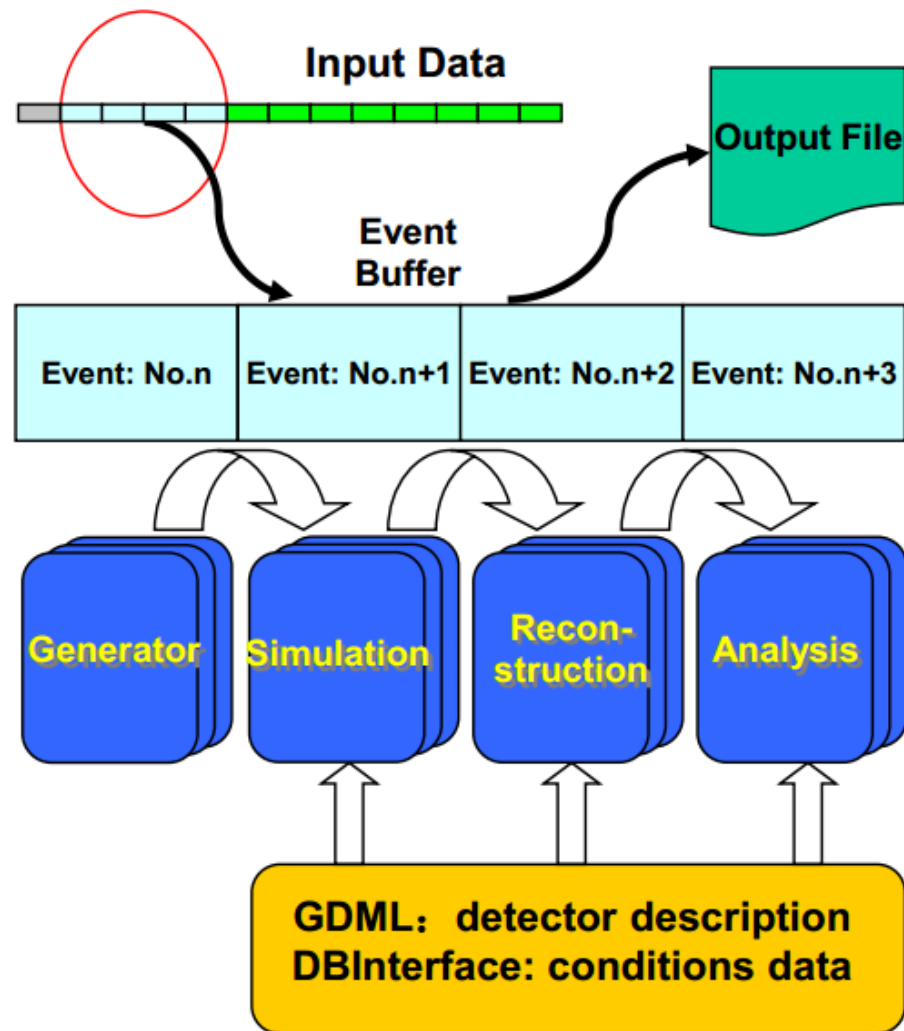 Input Data
Output File
Event
Buffer
Event: No.n
Event: No.n+1
Event: No.n+2
Event: No.n+3
Generator
Simulation
Recon-
struction
Analysis
GDML：detector description
DBInterface: conditions data